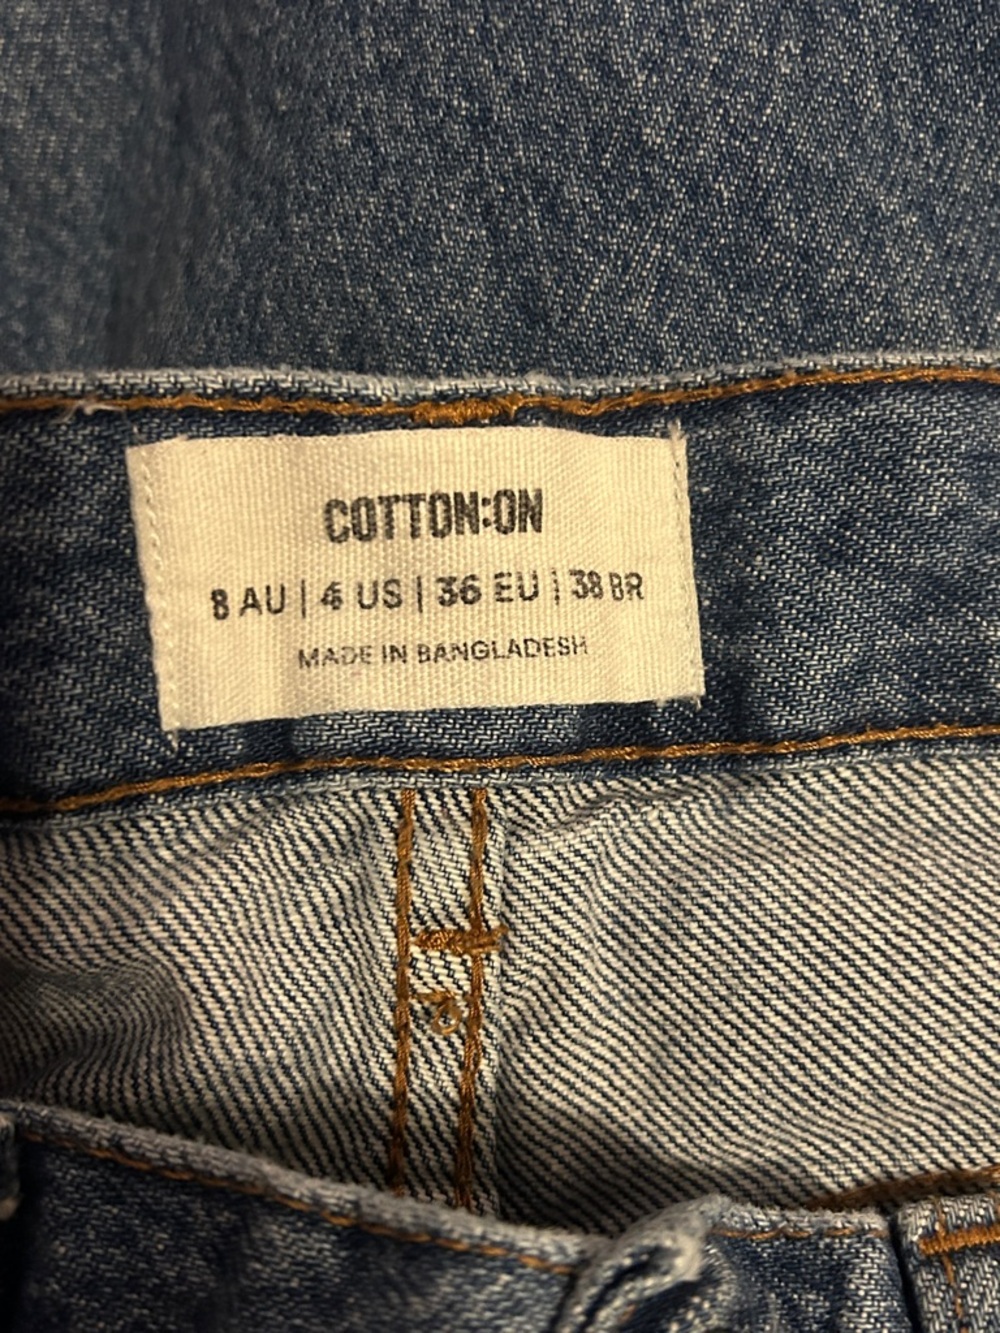 COTTON:ON
8 AU | 4 US | 36 EU | 38 BR
MADE IN BANGLADESH